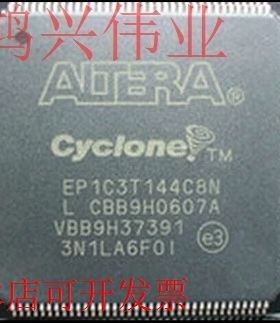 鸿兴伟业
ALTERA®
Cyclone™
EP1C3T144C8N
L CBB9H0607A
VBB9H37391
3N1LA6F0I
e3
本店可开发票